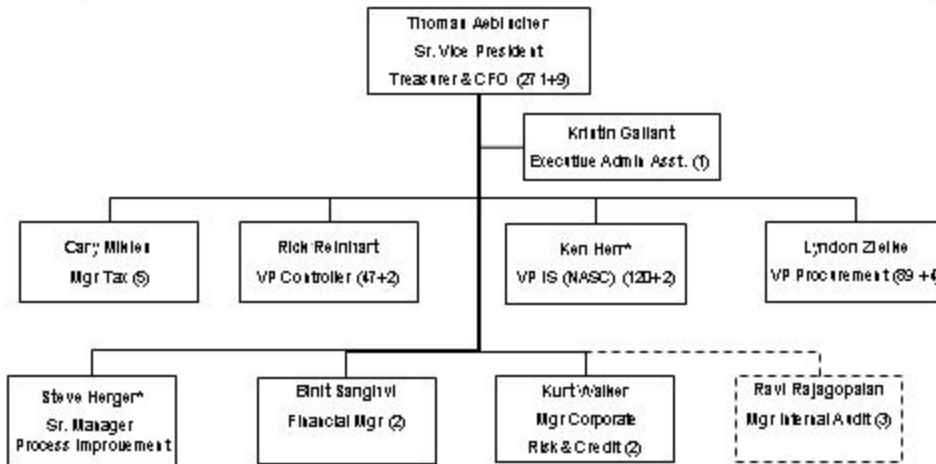 Thomas Aebischer
Sr. Vice President
Treasurer & CFO (271+9)
Kristin Gallant
Executive Admin Asst. (1)
Cary
Mgr Tax (5)
Rick Reinhart
VP Controller (47+2)
Ken Herr*
VP IS (NASC) (120+2)
Lyndon Zielke
VP Procurement (89 +4
Steve Herger*
Sr. Manager
Process Improvement
Binit Sanghvi
Financial Mgr (2)
Kurt Walker
Mgr Corporate
Risk & Credit (2)
Ravi Rajagopalan
Mgr Internal Audit (3)